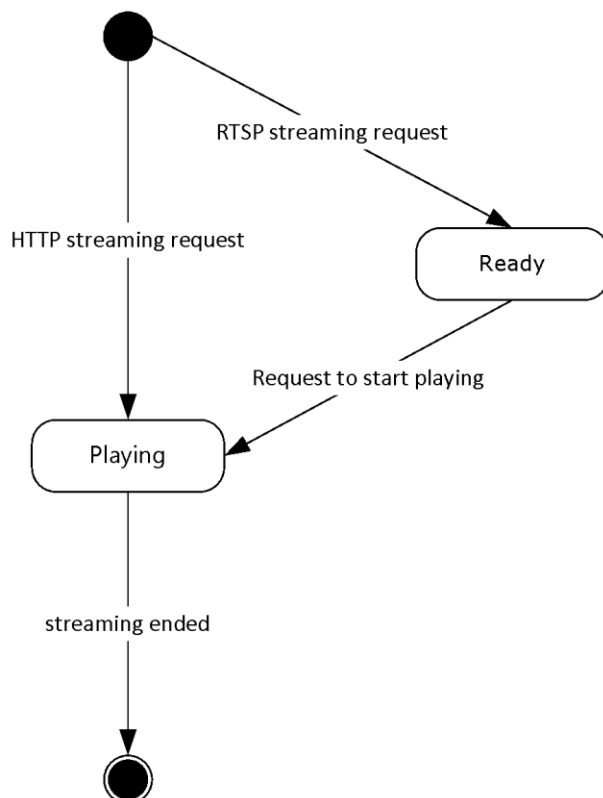 RTSP streaming request
HTTP streaming request
Ready
Request to start playing
Playing
streaming ended